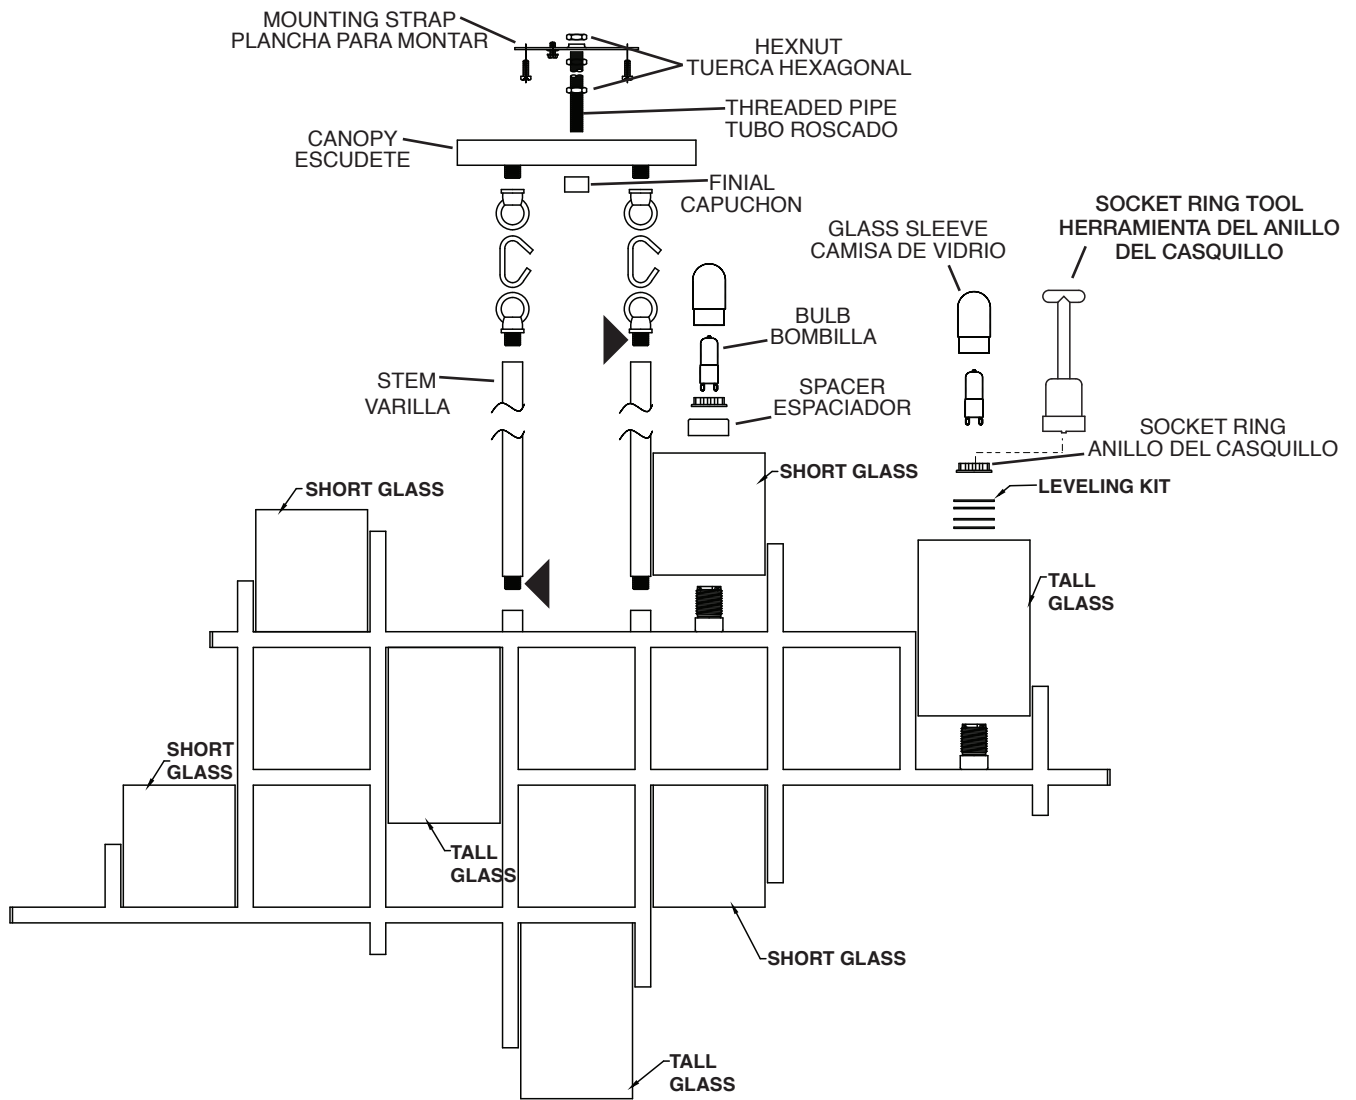 MOUNTING STRAP
PLANCHA PARA MONTAR
HEXNUT
TUERCA HEXAGONAL
THREADED PIPE
TUBO ROSCADO
CANOPY
ESCUDETE
FINIAL
CAPUCHON
SOCKET RING TOOL
HERRAMIENTA DEL ANILLO
DEL CASQUILLO
GLASS SLEEVE
CAMISA DE VIDRIO
BULB
BOMBILLA
STEM
VARILLA
SPACER
ESPACIADOR
SOCKET RING
ANILLO DEL CASQUILLO
SHORT GLASS
LEVELING KIT
SHORT GLASS
TALL
GLASS
SHORT
GLASS
TALL
GLASS
SHORT GLASS
TALL
GLASS